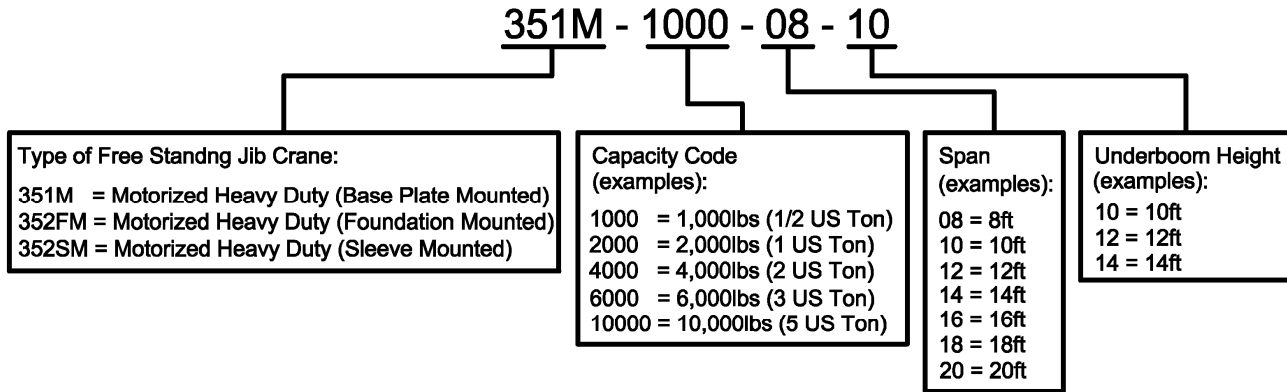 351M - 1000 - 08 - 10
Type of Free Standng Jib Crane:
351M = Motorized Heavy Duty (Base Plate Mounted)
352FM = Motorized Heavy Duty (Foundation Mounted)
352SM = Motorized Heavy Duty (Sleeve Mounted)
Capacity Code
(examples):
1000 = 1,000lbs (1/2 US Ton)
2000 = 2,000lbs (1 US Ton)
4000 = 4,000lbs (2 US Ton)
6000 = 6,000lbs (3 US Ton)
10000 = 10,000lbs (5 US Ton)
Span
(examples):
08 = 8ft
10 = 10ft
12 = 12ft
14 = 14ft
16 = 16ft
18 = 18ft
20 = 20ft
Underboom Height
(examples):
10 = 10ft
12 = 12ft
14 = 14ft